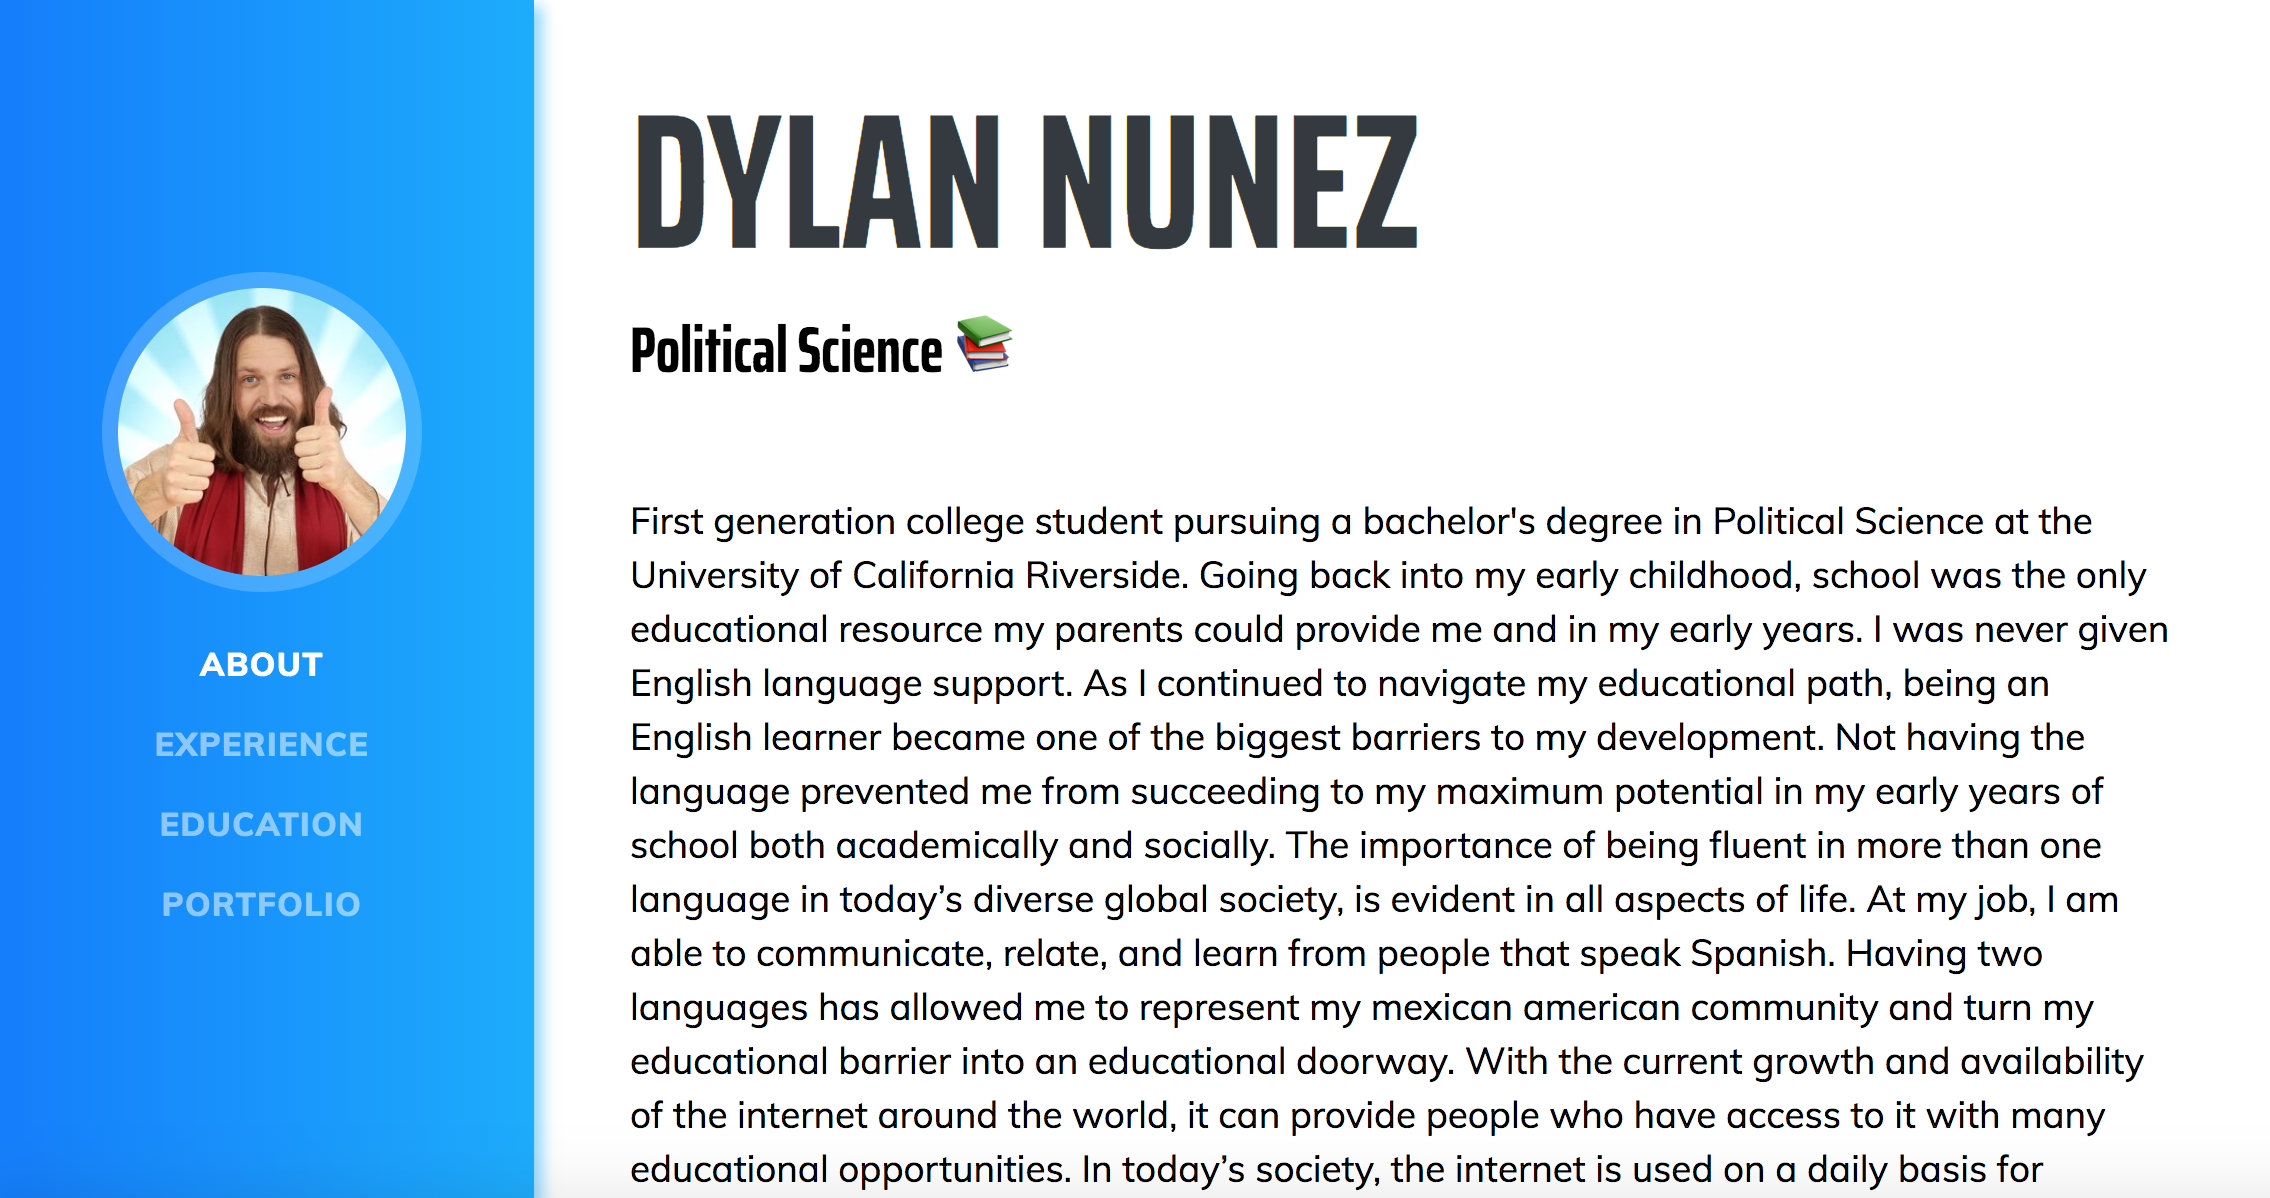 DYLAN NUNEZ
Political Science 📚
ABOUT
EXPERIENCE
EDUCATION
PORTFOLIO
First generation college student pursuing a bachelor's degree in Political Science at the
University of California Riverside. Going back into my early childhood, school was the only
educational resource my parents could provide me and in my early years. I was never given
English language support. As I continued to navigate my educational path, being an
English learner became one of the biggest barriers to my development. Not having the
language prevented me from succeeding to my maximum potential in my early years of
school both academically and socially. The importance of being fluent in more than one
language in today’s diverse global society, is evident in all aspects of life. At my job, I am
able to communicate, relate, and learn from people that speak Spanish. Having two
languages has allowed me to represent my mexican american community and turn my
educational barrier into an educational doorway. With the current growth and availability
of the internet around the world, it can provide people who have access to it with many
educational opportunities. In today’s society, the internet is used on a daily basis for